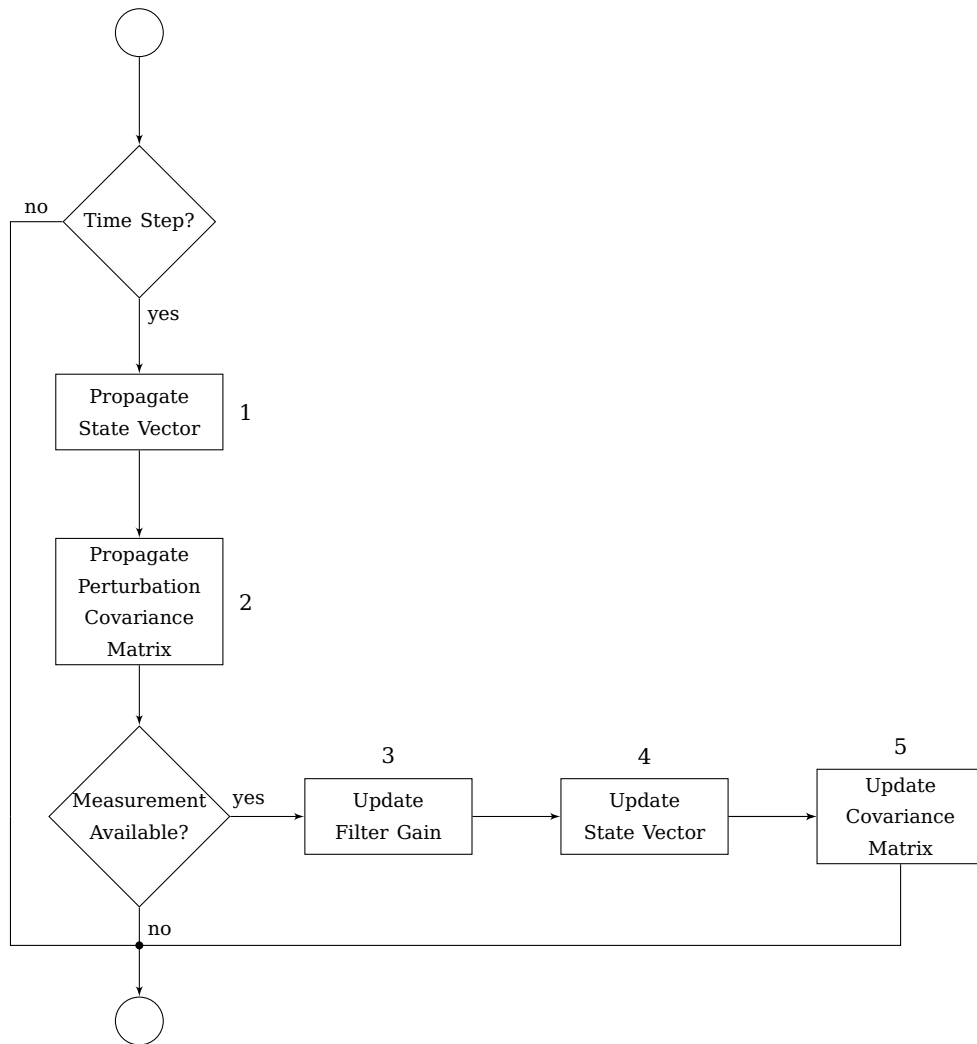 no
Time Step?
yes
Propagate
State Vector
1
Propagate
Perturbation
Covariance
Matrix
2
Measurement
Available?
yes
3
Update
Filter Gain
4
Update
State Vector
5
Update
Covariance
Matrix
no